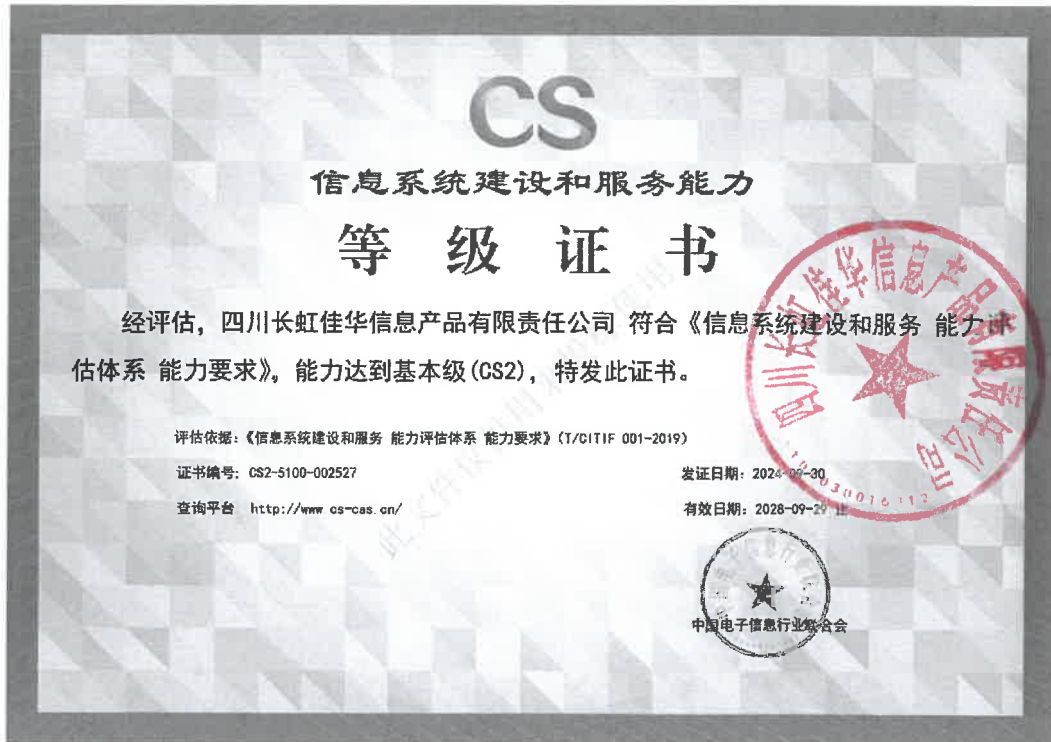 CS
信息系统建设和服务能力
等级证书
经评估，四川长虹佳华信息产品有限责任公司 符合《信息系统建设和服务 能力评
估体系 能力要求》，能力达到基本级(CS2)，特发此证书。
评估依据：《信息系统建设和服务 能力评估体系 能力要求》(T/CITIF 001-2019)
证书编号：CS2-5100-002527
发证日期：2024-09-30
查询平台 http://www.cs-cas.cn/
有效日期：2028-09-29 止
中国电子信息行业联合会
四川长虹佳华信息产品有限责任公司